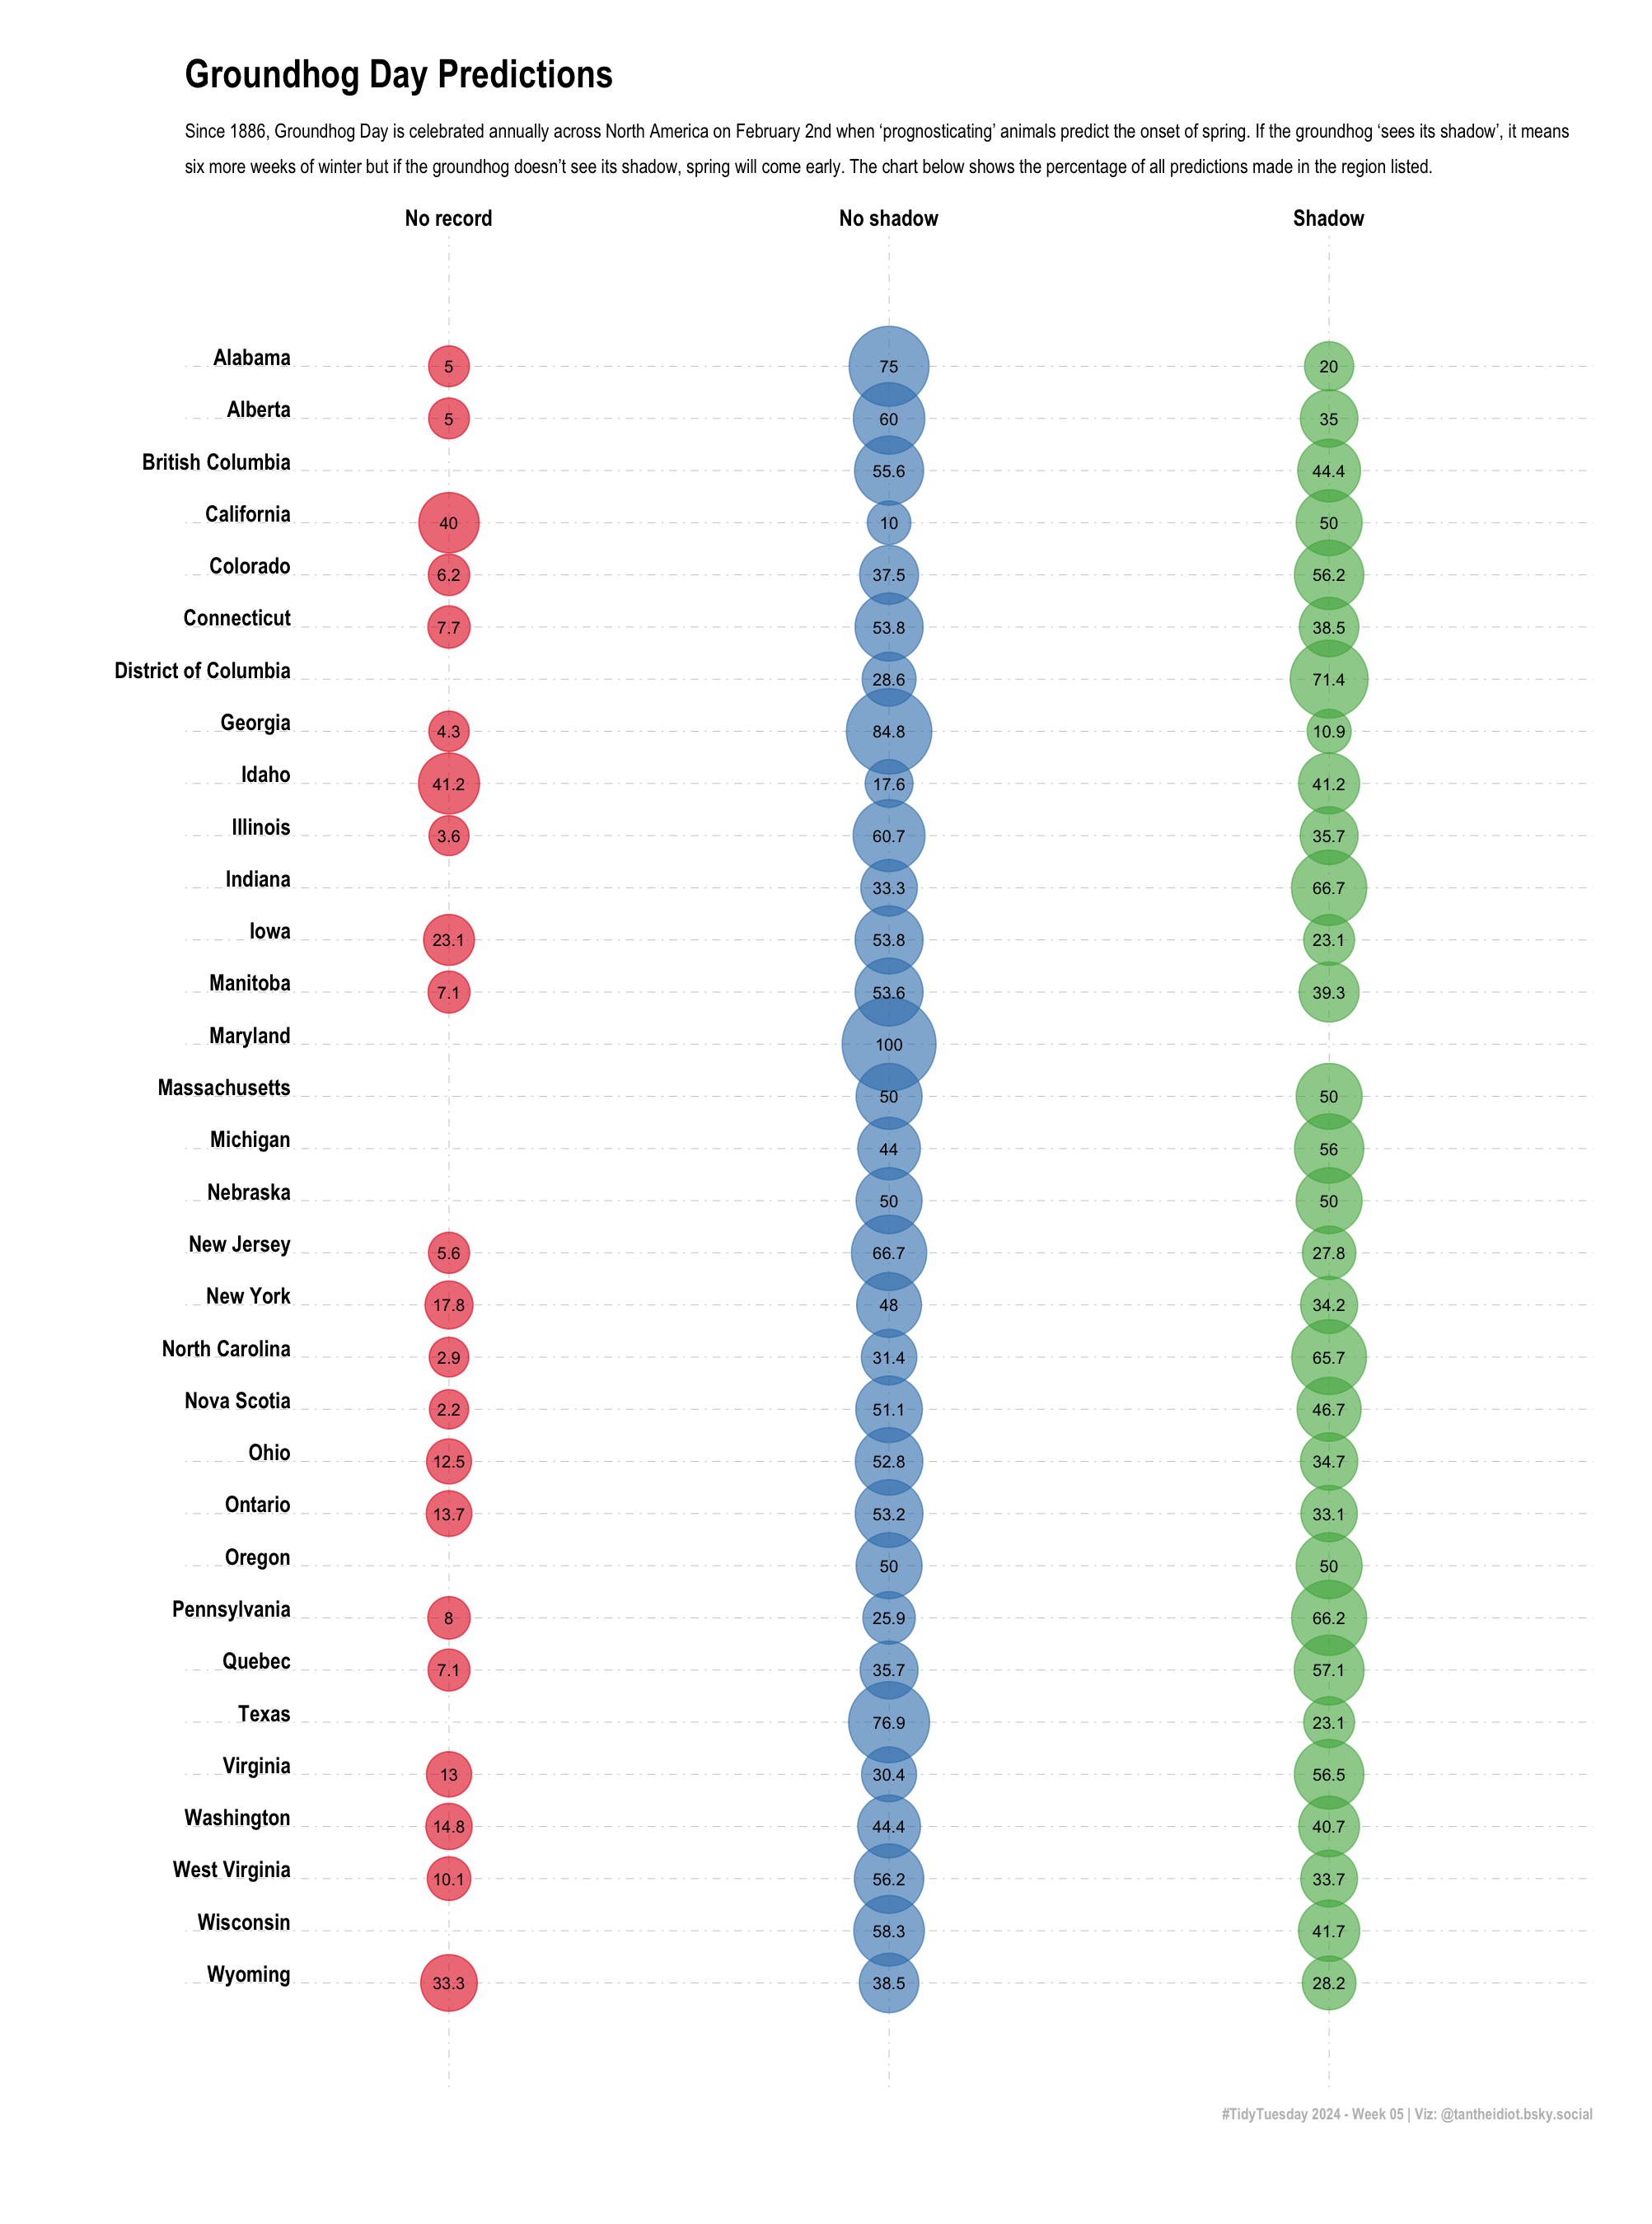 Groundhog Day Predictions
Since 1886, Groundhog Day is celebrated annually across North America on February 2nd when ‘prognosticating’ animals predict the onset of spring. If the groundhog ‘sees its shadow’, it means
six more weeks of winter but if the groundhog doesn’t see its shadow, spring will come early. The chart below shows the percentage of all predictions made in the region listed.
No record No shadow Shadow
Alabama 5 75 20
Alberta 5 60 35
British Columbia 55.6 44.4
California 40 10 50
Colorado 6.2 37.5 56.2
Connecticut 7.7 53.8 38.5
District of Columbia 28.6 71.4
Georgia 4.3 84.8 10.9
Idaho 41.2 17.6 41.2
Illinois 3.6 60.7 35.7
Indiana 33.3 66.7
Iowa 23.1 53.8 23.1
Manitoba 7.1 53.6 39.3
Maryland 100
Massachusetts 50 50
Michigan 44 56
Nebraska 50 50
New Jersey 5.6 66.7 27.8
New York 17.8 48 34.2
North Carolina 2.9 31.4 65.7
Nova Scotia 2.2 51.1 46.7
Ohio 12.5 52.8 34.7
Ontario 13.7 53.2 33.1
Oregon 50 50
Pennsylvania 8 25.9 66.2
Quebec 7.1 35.7 57.1
Texas 76.9 23.1
Virginia 13 30.4 56.5
Washington 14.8 44.4 40.7
West Virginia 10.1 56.2 33.7
Wisconsin 58.3 41.7
Wyoming 33.3 38.5 28.2
#TidyTuesday 2024 - Week 05 | Viz: @tantheidiot.bsky.social